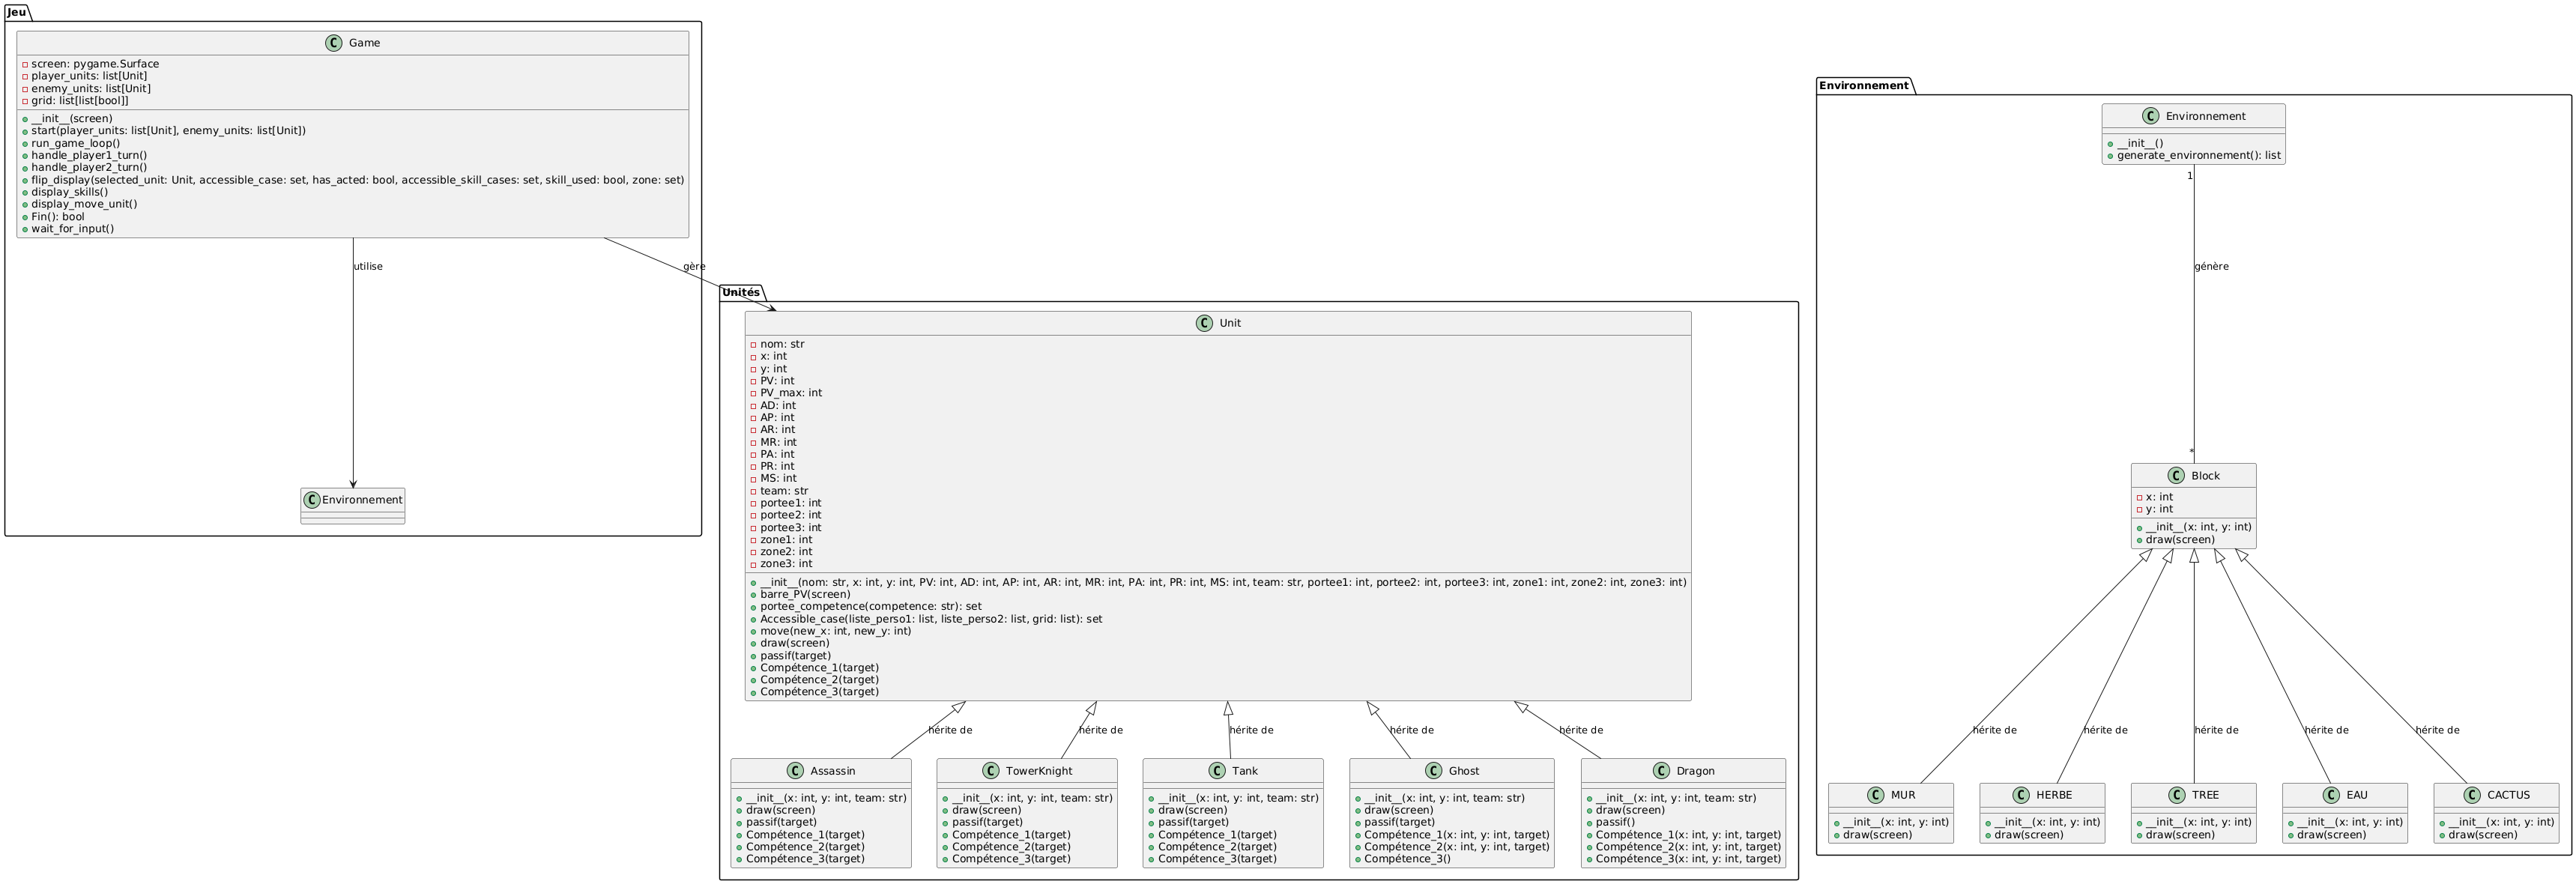 Jeu
C Game
screen: pygame.Surface
player_units: list[Unit]
enemy_units: list[Unit]
grid: list[list[bool]]
__init__(screen)
start(player_units: list[Unit], enemy_units: list[Unit])
run_game_loop()
handle_player1_turn()
handle_player2_turn()
flip_display(selected_unit: Unit, accessible_case: set, has_acted: bool, accessible_skill_cases: set, skill_used: bool, zone: set)
display_skills()
display_move_unit()
Fin(): bool
wait_for_input()
utilise
gère
C Environnement
Unités
C Unit
nom: str
x: int
y: int
PV: int
PV_max: int
AD: int
AP: int
AR: int
MR: int
PA: int
PR: int
MS: int
team: str
portee1: int
portee2: int
portee3: int
zone1: int
zone2: int
zone3: int
__init__(nom: str, x: int, y: int, PV: int, AD: int, AP: int, AR: int, MR: int, PA: int, PR: int, MS: int, team: str, portee1: int, portee2: int, portee3: int, zone1: int, zone2: int, zone3: int)
barre_PV(screen)
portee_competence(competence: str): set
Accessible_case(liste_perso1: list, liste_perso2: list, grid: list): set
move(new_x: int, new_y: int)
draw(screen)
passif(target)
Compétence_1(target)
Compétence_2(target)
Compétence_3(target)
hérite de
hérite de
hérite de
hérite de
hérite de
C Assassin
__init__(x: int, y: int, team: str)
draw(screen)
passif(target)
Compétence_1(target)
Compétence_2(target)
Compétence_3(target)
C TowerKnight
__init__(x: int, y: int, team: str)
draw(screen)
passif(target)
Compétence_1(target)
Compétence_2(target)
Compétence_3(target)
C Tank
__init__(x: int, y: int, team: str)
draw(screen)
passif(target)
Compétence_1(target)
Compétence_2(target)
Compétence_3(target)
C Ghost
__init__(x: int, y: int, team: str)
draw(screen)
passif(target)
Compétence_1(x: int, y: int, target)
Compétence_2(x: int, y: int, target)
Compétence_3()
C Dragon
__init__(x: int, y: int, team: str)
draw(screen)
passif()
Compétence_1(x: int, y: int, target)
Compétence_2(x: int, y: int, target)
Compétence_3(x: int, y: int, target)
Environnement
C Environnement
__init__()
generate_environnement(): list
1
génère
*
C Block
x: int
y: int
__init__(x: int, y: int)
draw(screen)
hérite de
hérite de
hérite de
hérite de
hérite de
C MUR
__init__(x: int, y: int)
draw(screen)
C HERBE
__init__(x: int, y: int)
draw(screen)
C TREE
__init__(x: int, y: int)
draw(screen)
C EAU
__init__(x: int, y: int)
draw(screen)
C CACTUS
__init__(x: int, y: int)
draw(screen)